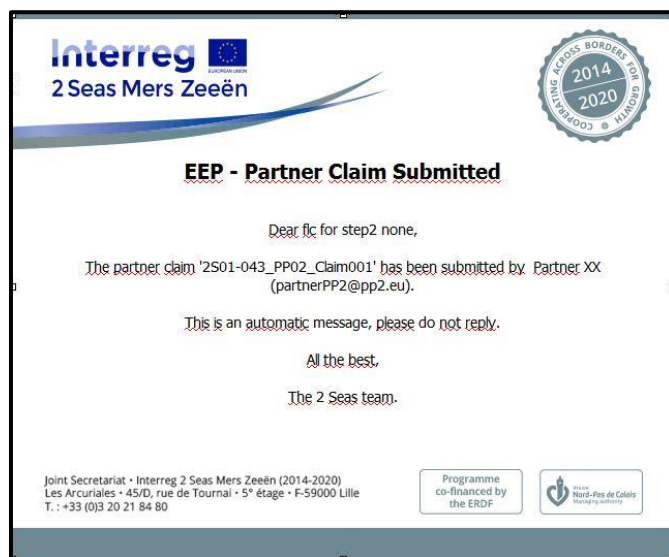 Interreg
EUROPEAN UNION
2 Seas Mers Zeeën
COOPERATING ACROSS BORDERS FOR GROWTH
2014
2020
EEP - Partner Claim Submitted
Dear flc for step2 none,
The partner claim '2S01-043_PP02_Claim001' has been submitted by Partner XX
(partnerPP2@pp2.eu).
This is an automatic message, please do not reply.
All the best,
The 2 Seas team.
Joint Secretariat • Interreg 2 Seas Mers Zeeën (2014-2020)
Les Arcuriales • 45/D, rue de Tournai • 5° étage • F-59000 Lille
T. : +33 (0)3 20 21 84 80
Programme
co-financed by
the ERDF
Région
Nord-Pas de Calais
Managing authority